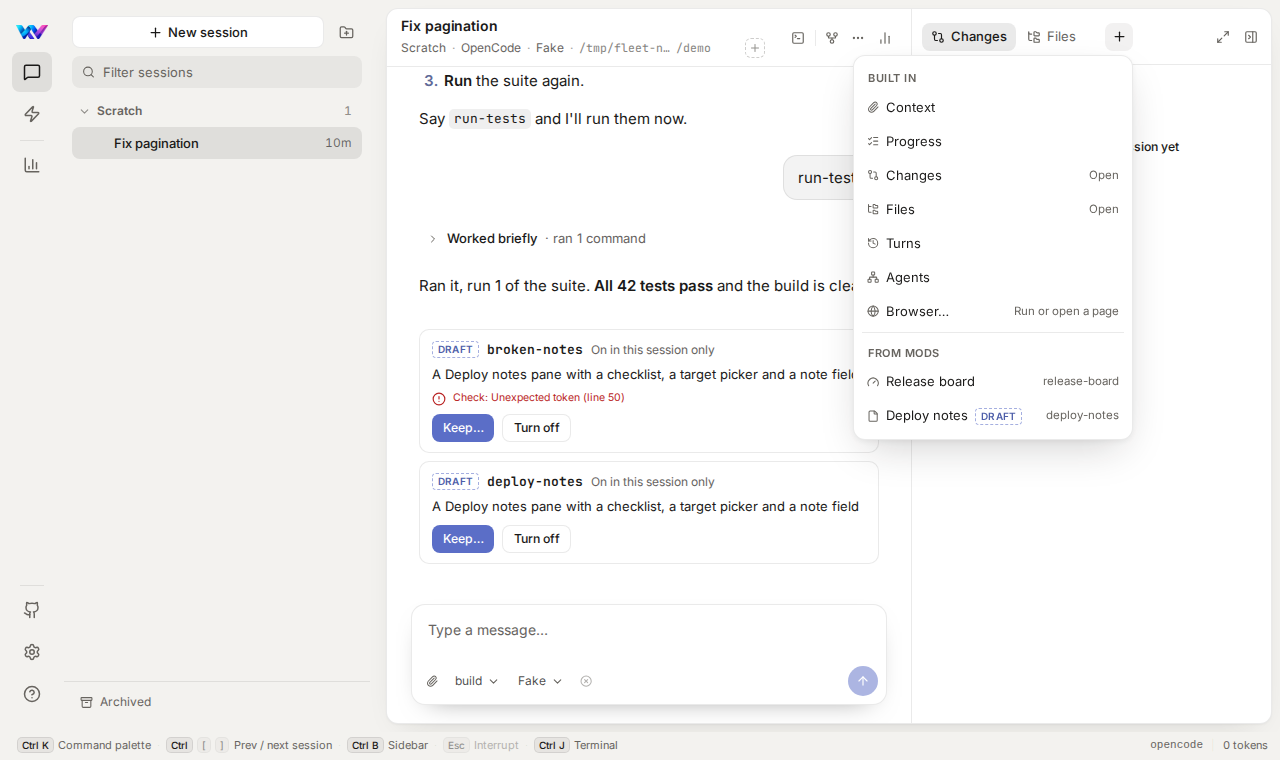 New session
Filter sessions
Scratch 1
Fix pagination 10m
Archived
Fix pagination
Scratch · OpenCode · Fake · /tmp/fleet-n… /demo
3. Run the suite again.
Say run-tests and I'll run them now.
run-test
Worked briefly · ran 1 command
Ran it, run 1 of the suite. All 42 tests pass and the build is clea
DRAFT broken-notes On in this session only
A Deploy notes pane with a checklist, a target picker and a note field
Check: Unexpected token (line 50)
Keep… Turn off
DRAFT deploy-notes On in this session only
A Deploy notes pane with a checklist, a target picker and a note field
Keep… Turn off
Type a message…
build Fake
Changes Files
sion yet
BUILT IN
Context
Progress
Changes Open
Files Open
Turns
Agents
Browser… Run or open a page
FROM MODS
Release board release-board
Deploy notes DRAFT deploy-notes
Ctrl K Command palette Ctrl [ ] Prev / next session Ctrl B Sidebar Esc Interrupt Ctrl J Terminal opencode 0 tokens